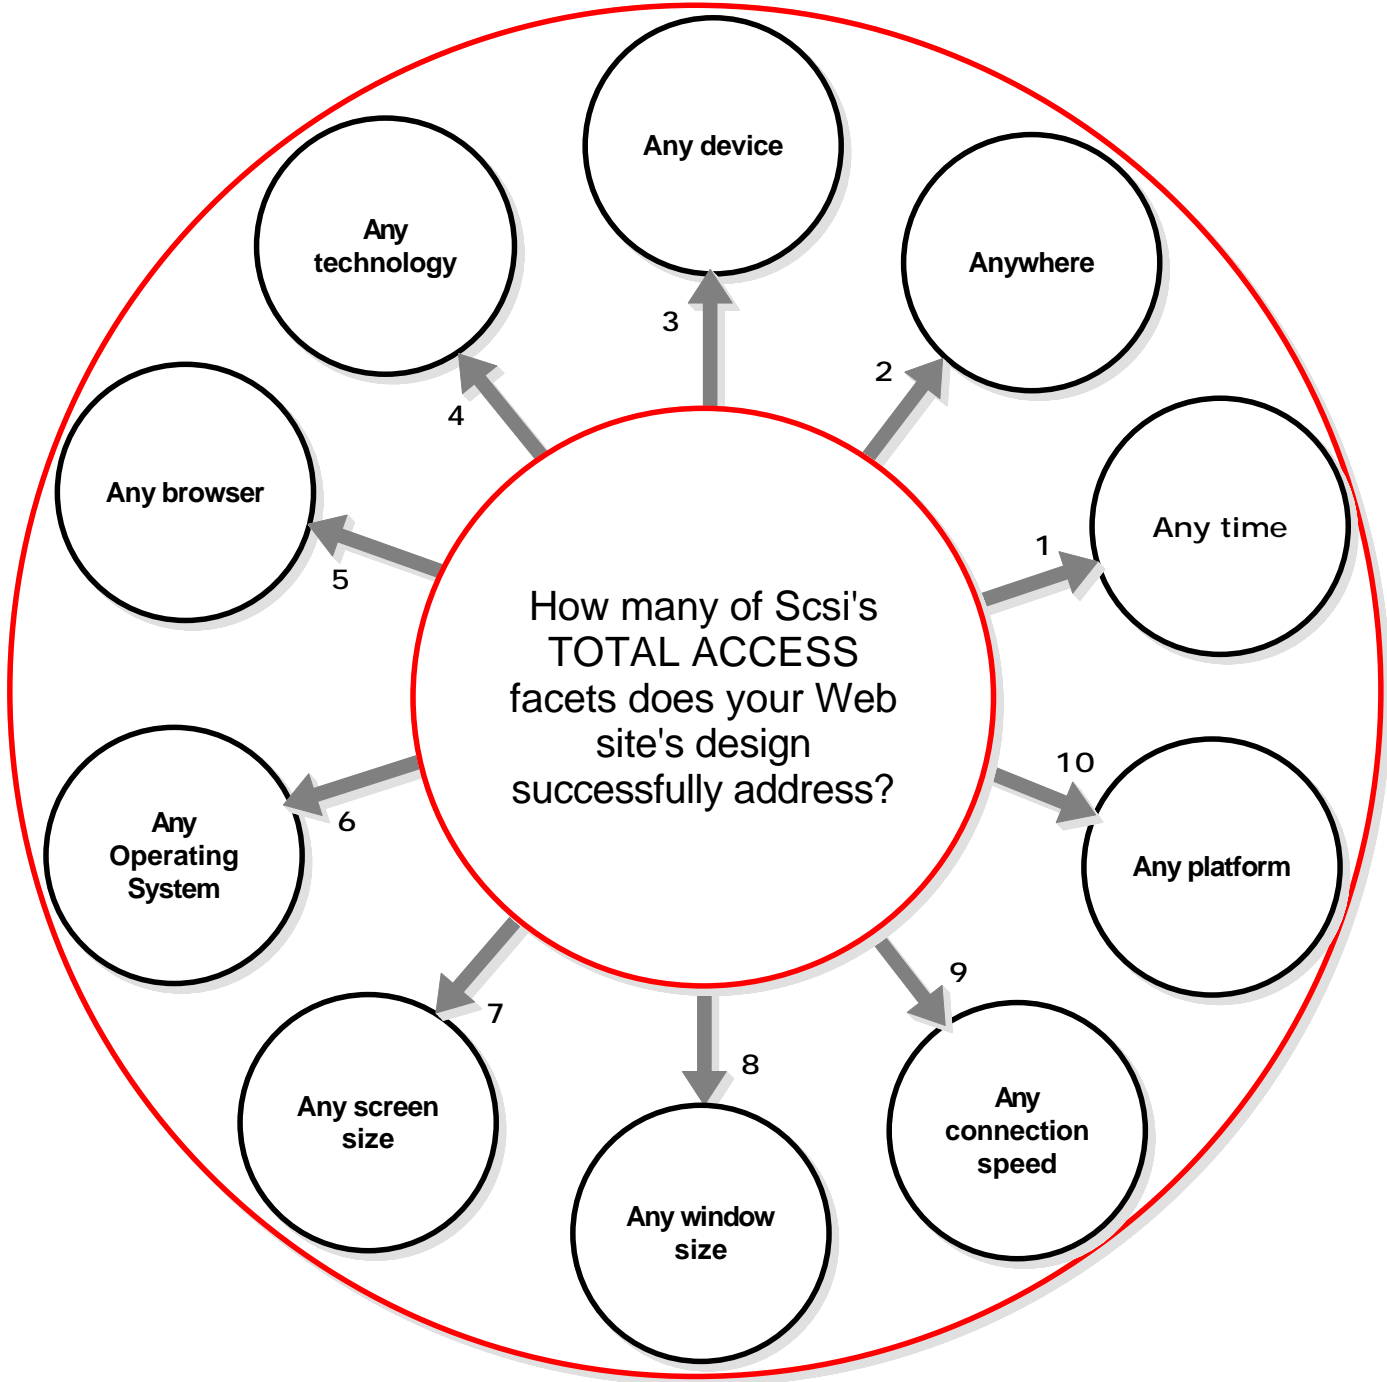 How many of Scsi's
TOTAL ACCESS
facets does your Web
site's design
successfully address?
1
Any time
2
Anywhere
3
Any device
4
Any
technology
5
Any browser
6
Any
Operating
System
7
Any screen
size
8
Any window
size
9
Any
connection
speed
10
Any platform